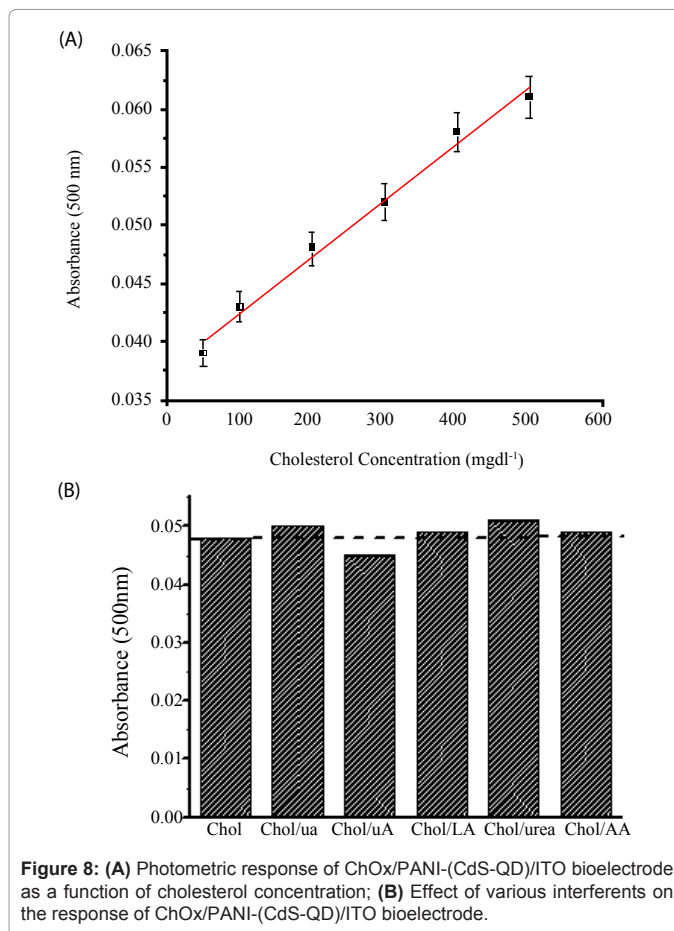 (A)
0.065
0.060
0.055
0.050
0.045
0.040
0.035
Absorbance (500 nm)
0 100 200 300 400 500 600
Cholesterol Concentration (mgdl⁻¹)
(B)
0.05
0.04
0.03
0.02
0.01
0.00
Absorbance (500nm)
Chol Chol/ua Chol/uA Chol/LA Chol/urea Chol/AA
Figure 8: (A) Photometric response of ChOx/PANI-(CdS-QD)/ITO bioelectrode
as a function of cholesterol concentration; (B) Effect of various interferents on
the response of ChOx/PANI-(CdS-QD)/ITO bioelectrode.